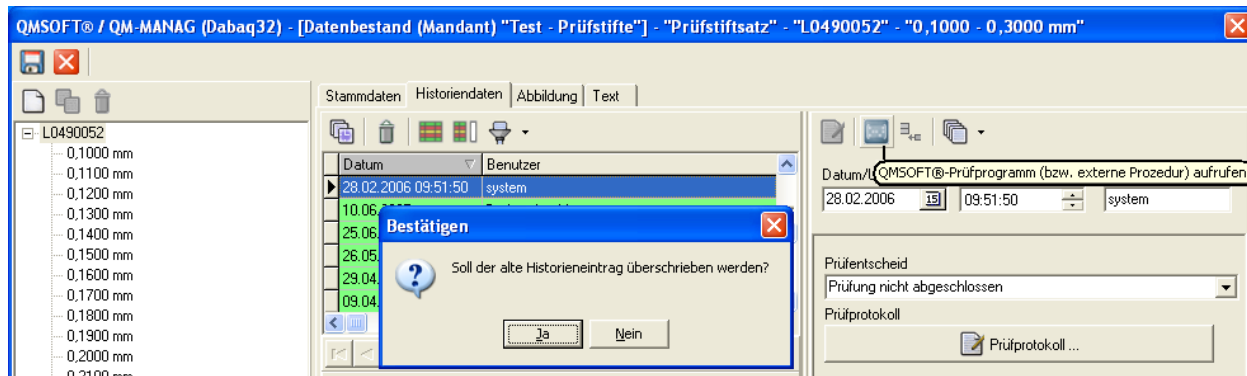 QMSOFT® / QM-MANAG (Dabaq32) - [Datenbestand (Mandant) "Test - Prüfstifte"] - "Prüfstiftsatz" - "L0490052" - "0,1000 - 0,3000 mm"
Stammdaten Historiendaten Abbildung Text
L0490052
0,1000 mm
0,1100 mm
0,1200 mm
0,1300 mm
0,1400 mm
0,1500 mm
0,1600 mm
0,1700 mm
0,1800 mm
0,1900 mm
0,2000 mm
Datum Benutzer
28.02.2006 09:51:50 system
10.06.
25.06.
26.05.
29.04.
09.04.
Bestätigen
Soll der alte Historieneintrag überschrieben werden?
Ja Nein
QMSOFT®-Prüfprogramm (bzw. externe Prozedur) aufrufen
Datum/U
28.02.2006 15 09:51:50 system
Prüfentscheid
Prüfung nicht abgeschlossen
Prüfprotokoll
Prüfprotokoll ...